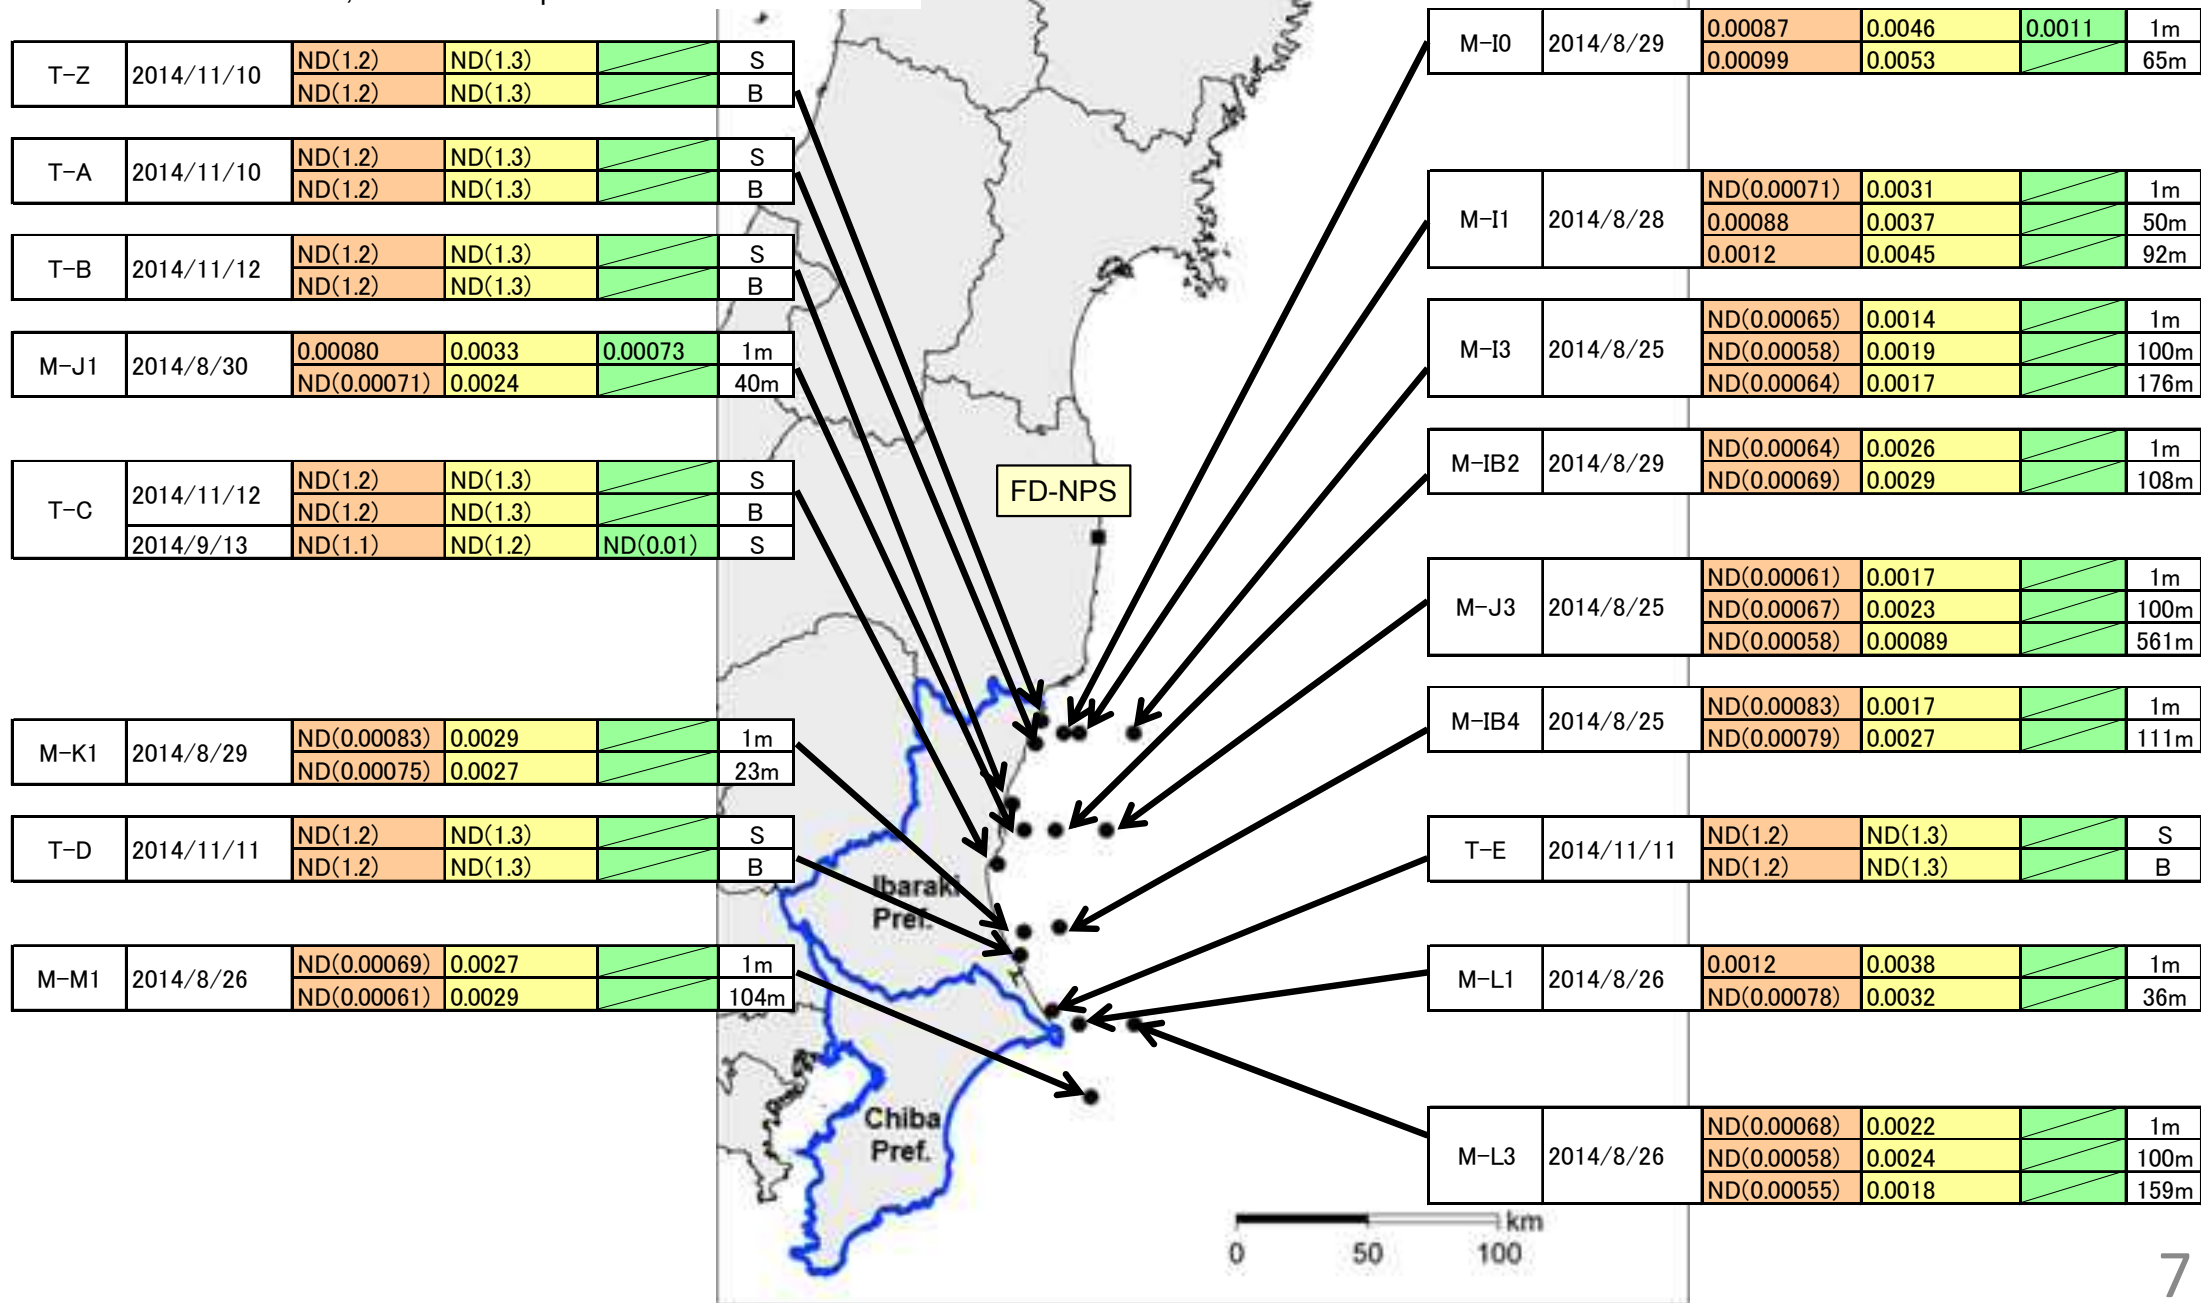 T-Z 2014/11/10 ND(1.2) ND(1.3) S
ND(1.2) ND(1.3) B
T-A 2014/11/10 ND(1.2) ND(1.3) S
ND(1.2) ND(1.3) B
T-B 2014/11/12 ND(1.2) ND(1.3) S
ND(1.2) ND(1.3) B
M-J1 2014/8/30 0.00080 0.0033 0.00073 1m
ND(0.00071) 0.0024 40m
T-C 2014/11/12 ND(1.2) ND(1.3) S
ND(1.2) ND(1.3) B
2014/9/13 ND(1.1) ND(1.2) ND(0.01) S
M-K1 2014/8/29 ND(0.00083) 0.0029 1m
ND(0.00075) 0.0027 23m
T-D 2014/11/11 ND(1.2) ND(1.3) S
ND(1.2) ND(1.3) B
M-M1 2014/8/26 ND(0.00069) 0.0027 1m
ND(0.00061) 0.0029 104m
FD-NPS
Ibaraki
Pref.
Chiba
Pref.
km
0 50 100
M-I0 2014/8/29 0.00087 0.0046 0.0011 1m
0.00099 0.0053 65m
M-I1 2014/8/28 ND(0.00071) 0.0031 1m
0.00088 0.0037 50m
0.0012 0.0045 92m
M-I3 2014/8/25 ND(0.00065) 0.0014 1m
ND(0.00058) 0.0019 100m
ND(0.00064) 0.0017 176m
M-IB2 2014/8/29 ND(0.00064) 0.0026 1m
ND(0.00069) 0.0029 108m
M-J3 2014/8/25 ND(0.00061) 0.0017 1m
ND(0.00067) 0.0023 100m
ND(0.00058) 0.00089 561m
M-IB4 2014/8/25 ND(0.00083) 0.0017 1m
ND(0.00079) 0.0027 111m
T-E 2014/11/11 ND(1.2) ND(1.3) S
ND(1.2) ND(1.3) B
M-L1 2014/8/26 0.0012 0.0038 1m
ND(0.00078) 0.0032 36m
M-L3 2014/8/26 ND(0.00068) 0.0022 1m
ND(0.00058) 0.0024 100m
ND(0.00055) 0.0018 159m
7